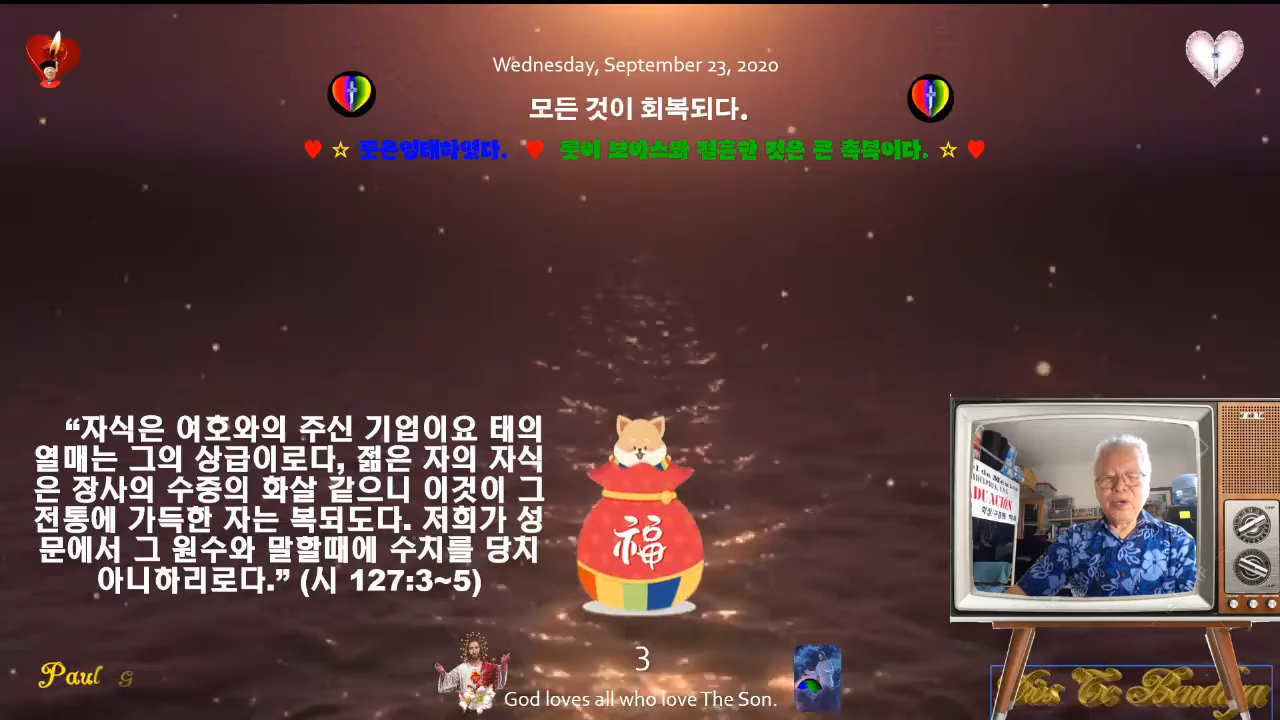 Wednesday, September 23, 2020
모든 것이 회복되다.
♥ ☆ 룻은잉태하엿다. ♥ 룻이 보아스와 결혼한 것은 큰 축복이다. ☆ ♥
“자식은 여호와의 주신 기업이요 태의
열매는 그의 상급이로다, 젊은 자의 자식
은 장사의 수중의 화살 같으니 이것이 그
전통에 가득한 자는 복되도다. 저희가 성
문에서 그 원수와 말할때에 수치를 당치
아니하리로다.” (시 127:3~5)
福
DUACIÓN
Paul G
3
God loves all who love The Son.
Dios Te Bendiga